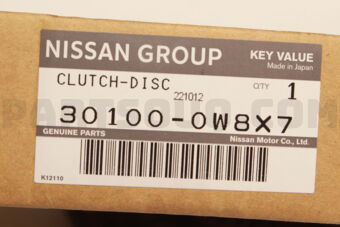 NISSAN GROUP
KEY VALUE
Made in Japan
CLUTCH-DISC
221012
Q'TY 1
30100-0W8X7
GENUINE PARTS
Nissan Motor Co., Ltd.
K12110